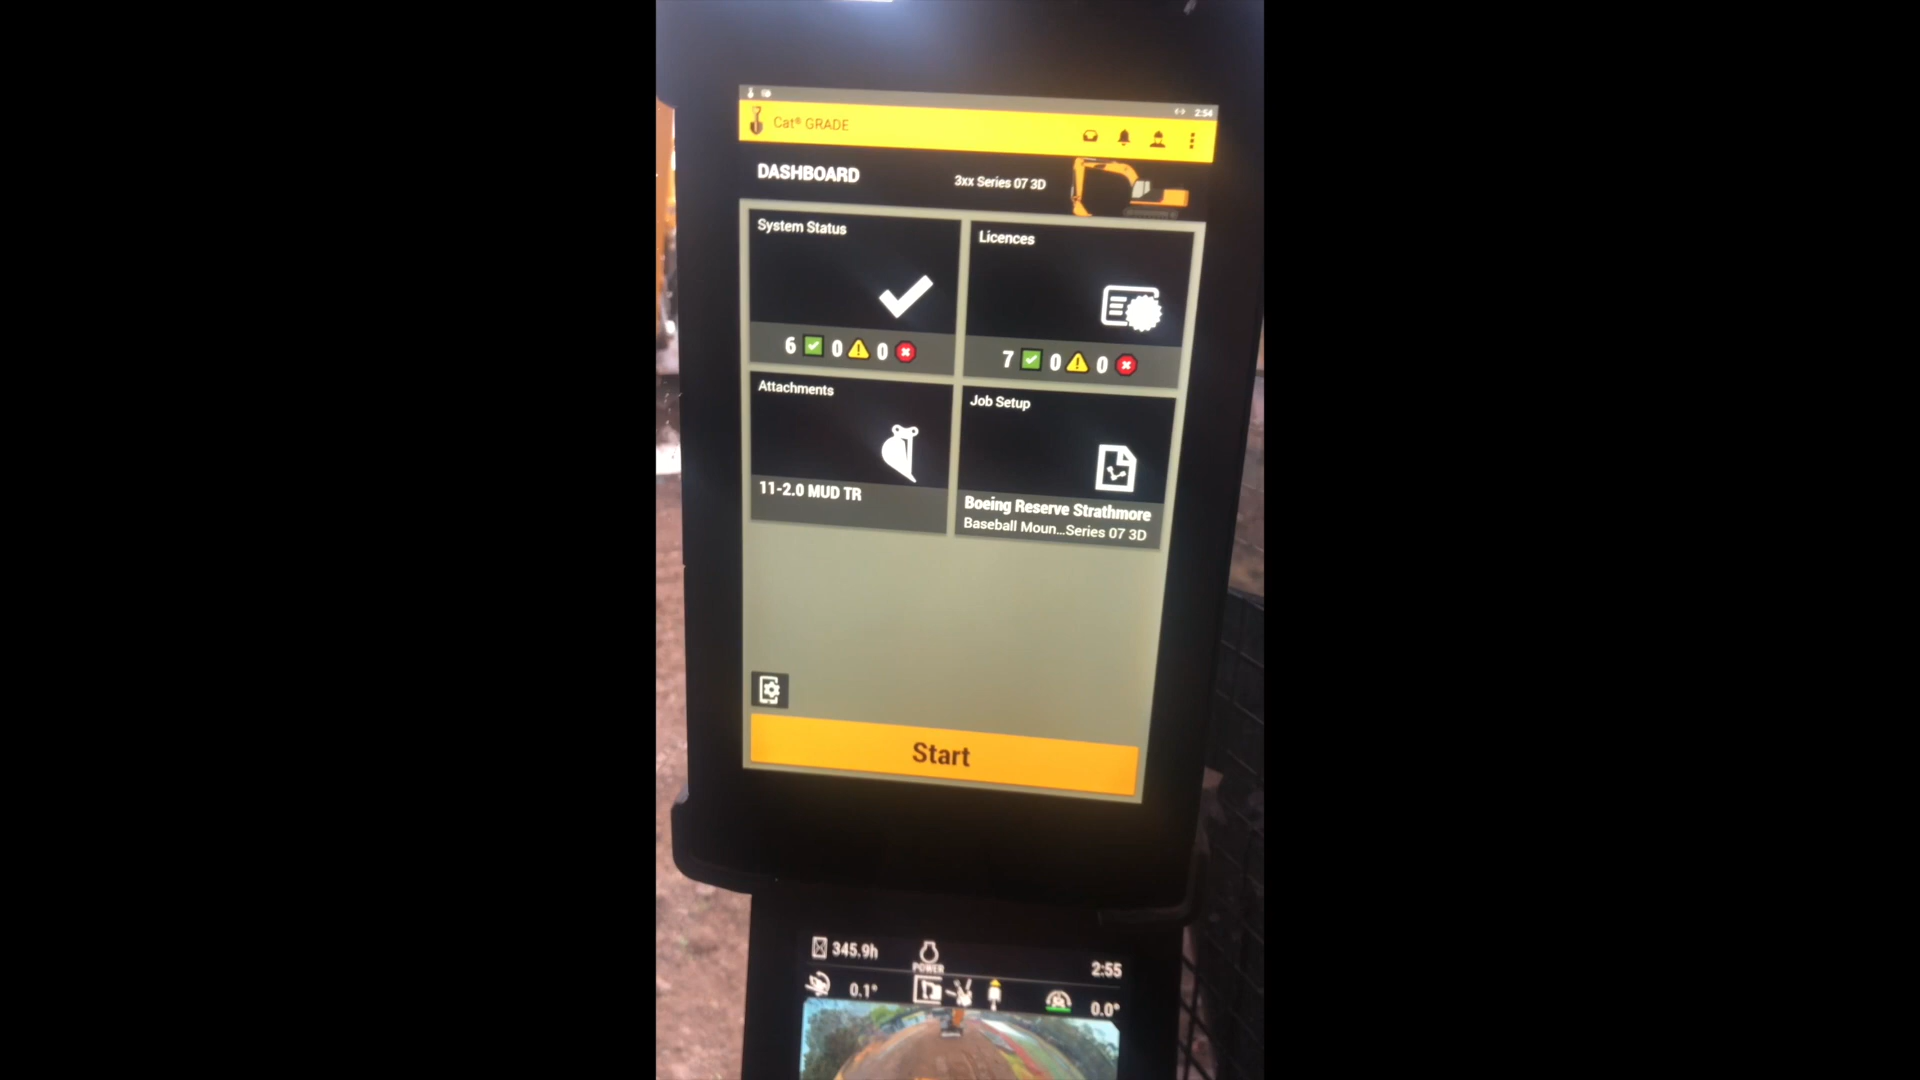 2:54
Cat® GRADE
DASHBOARD
3xx Series 07 3D
System Status
6 0 0
Licences
7 0 0
Attachments
11-2.0 MUD TR
Job Setup
Boeing Reserve Strathmore
Baseball Moun...Series 07 3D
Start
345.9h
POWER
2:55
0.1°
0.0°